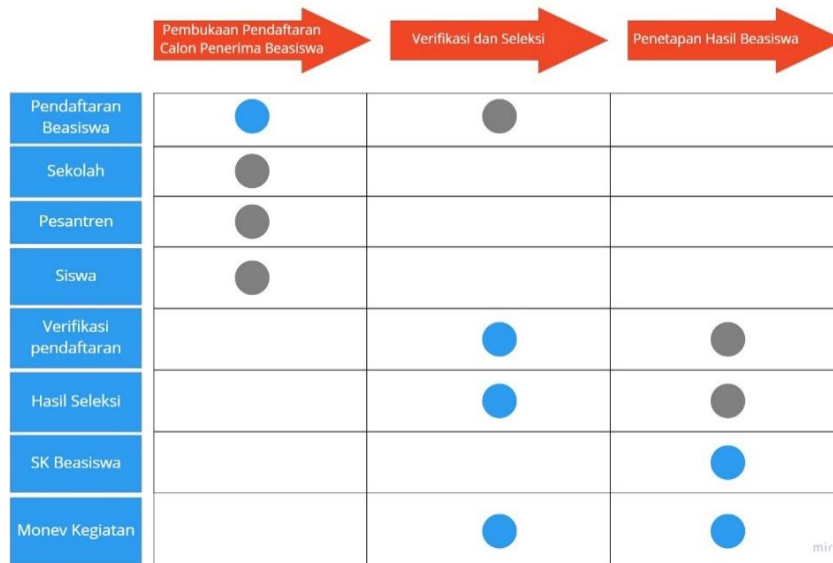 Pembukaan Pendaftaran
Calon Penerima Beasiswa
Verifikasi dan Seleksi
Penetapan Hasil Beasiswa
Pendaftaran
Beasiswa
Sekolah
Pesantren
Siswa
Verifikasi
pendaftaran
Hasil Seleksi
SK Beasiswa
Monev Kegiatan